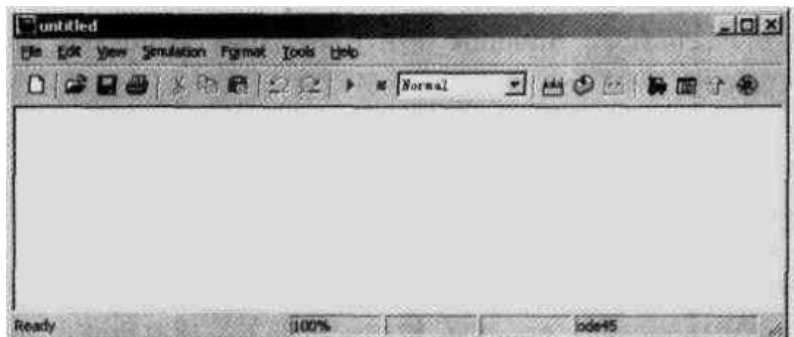 untitled
File Edit View Simulation Format Tools Help
Normal
Ready 100% ode45